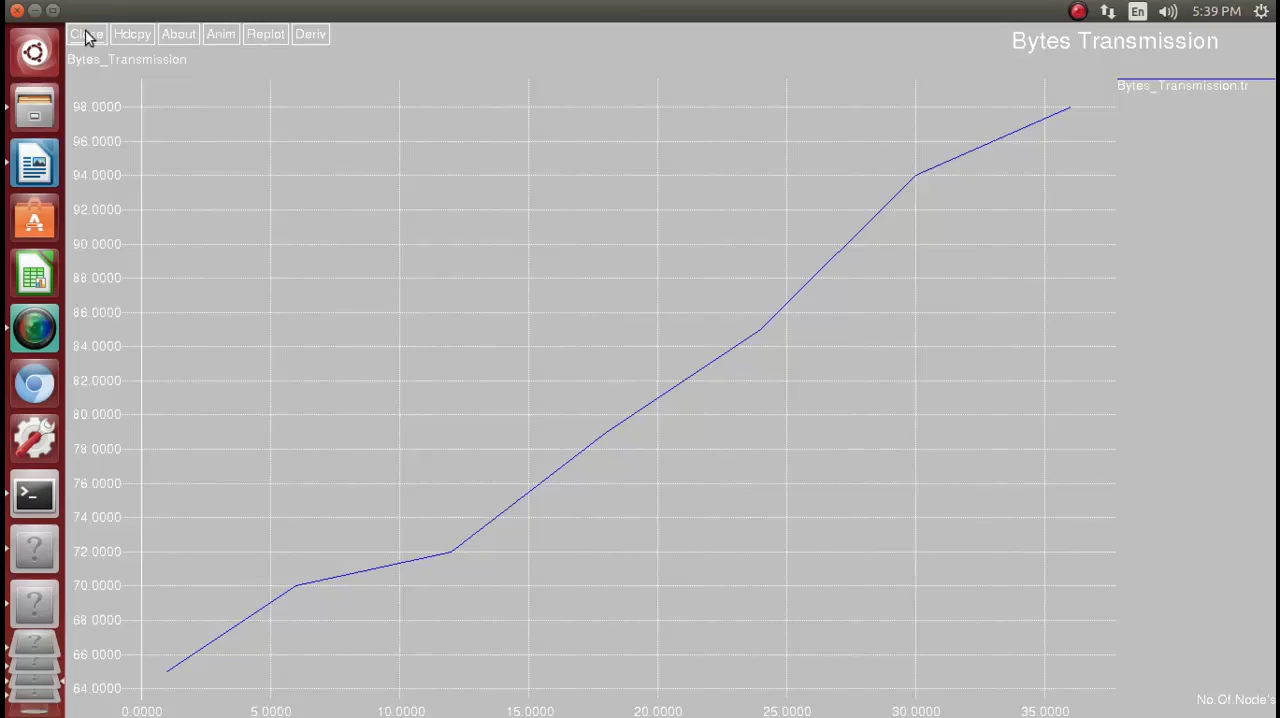 En 5:39 PM
Close Hdcpy About Anim Replot Deriv
Bytes Transmission
Bytes_Transmission
Bytes_Transmission.tr
98.0000
96.0000
94.0000
92.0000
90.0000
88.0000
86.0000
84.0000
82.0000
80.0000
78.0000
76.0000
74.0000
72.0000
70.0000
68.0000
66.0000
64.0000
No.Of.Node's
0.0000 5.0000 10.0000 15.0000 20.0000 25.0000 30.0000 35.0000